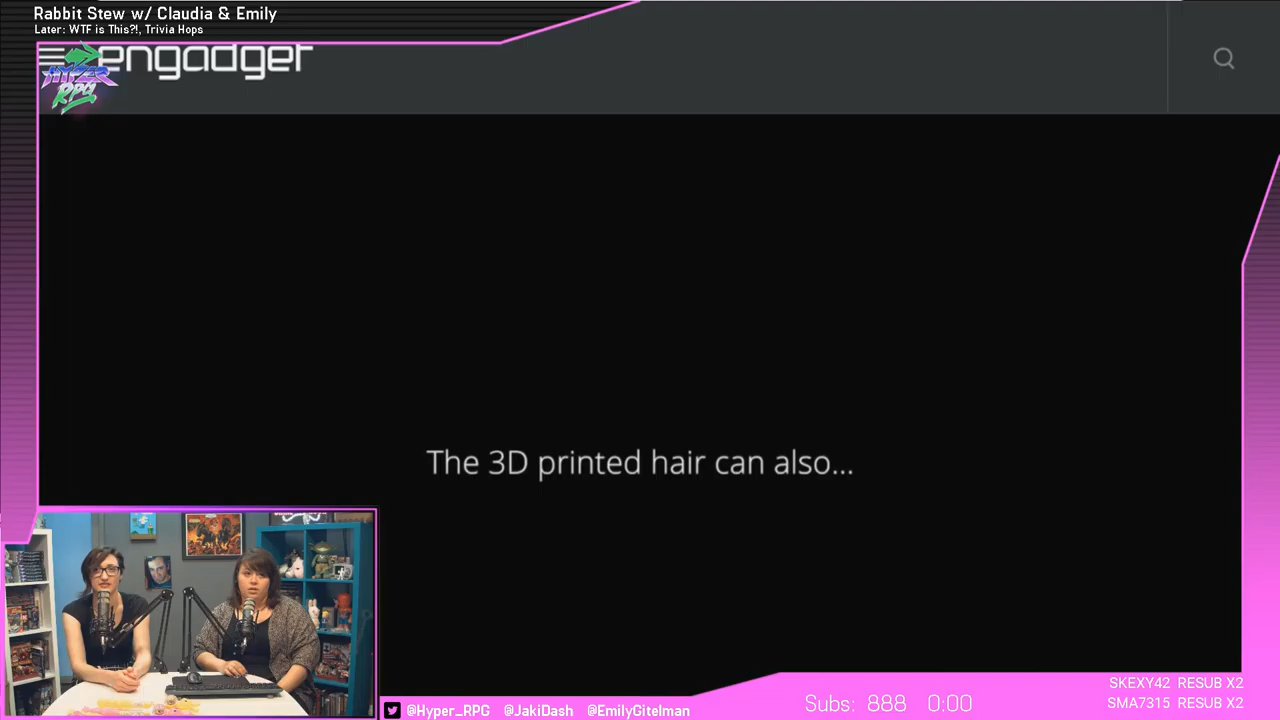 Rabbit Stew w/ Claudia & Emily
Later: WTF is This?!, Trivia Hops
engadget
HYPER
RPG
The 3D printed hair can also...
@Hyper_RPG @JakiDash @EmilyGitelman
Subs: 888 0:00
SKEXY42 RESUB X2
SMA7315 RESUB X2